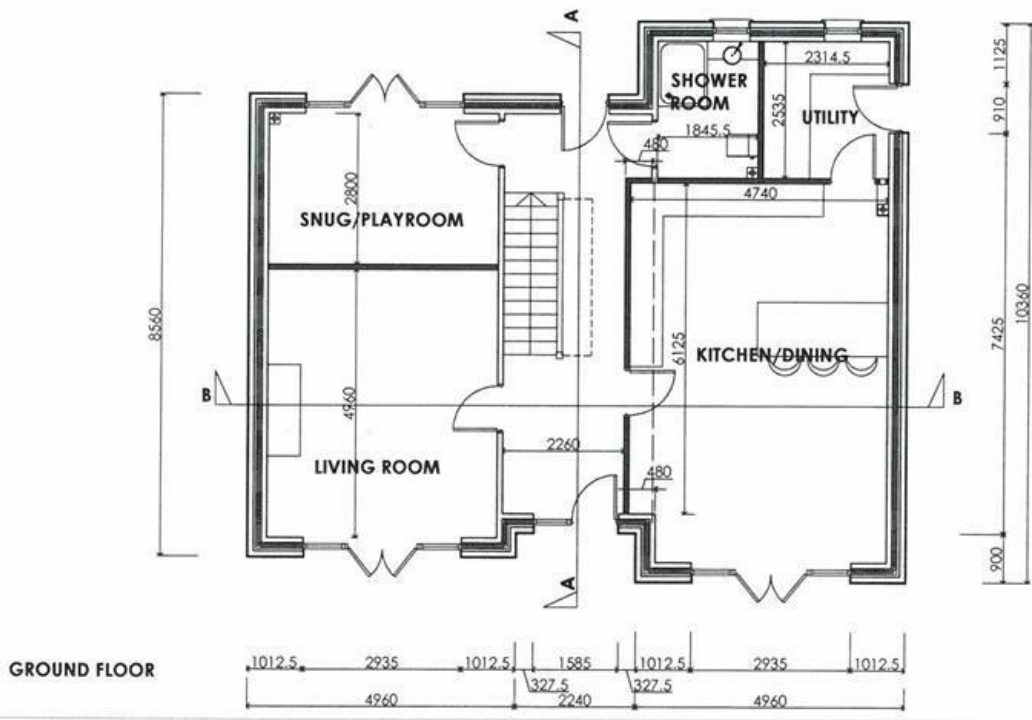 A
1125
2314.5
SHOWER
ROOM
2535
UTILITY
910
1845.5
480
2800
4740
SNUG/PLAYROOM
8560
10360
7425
6125
KITCHEN/DINING
B
B
4960
2260
LIVING ROOM
480
A
900
GROUND FLOOR
1012.5 2935 1012.5 1585 1012.5 2935 1012.5
327.5 327.5
4960 2240 4960